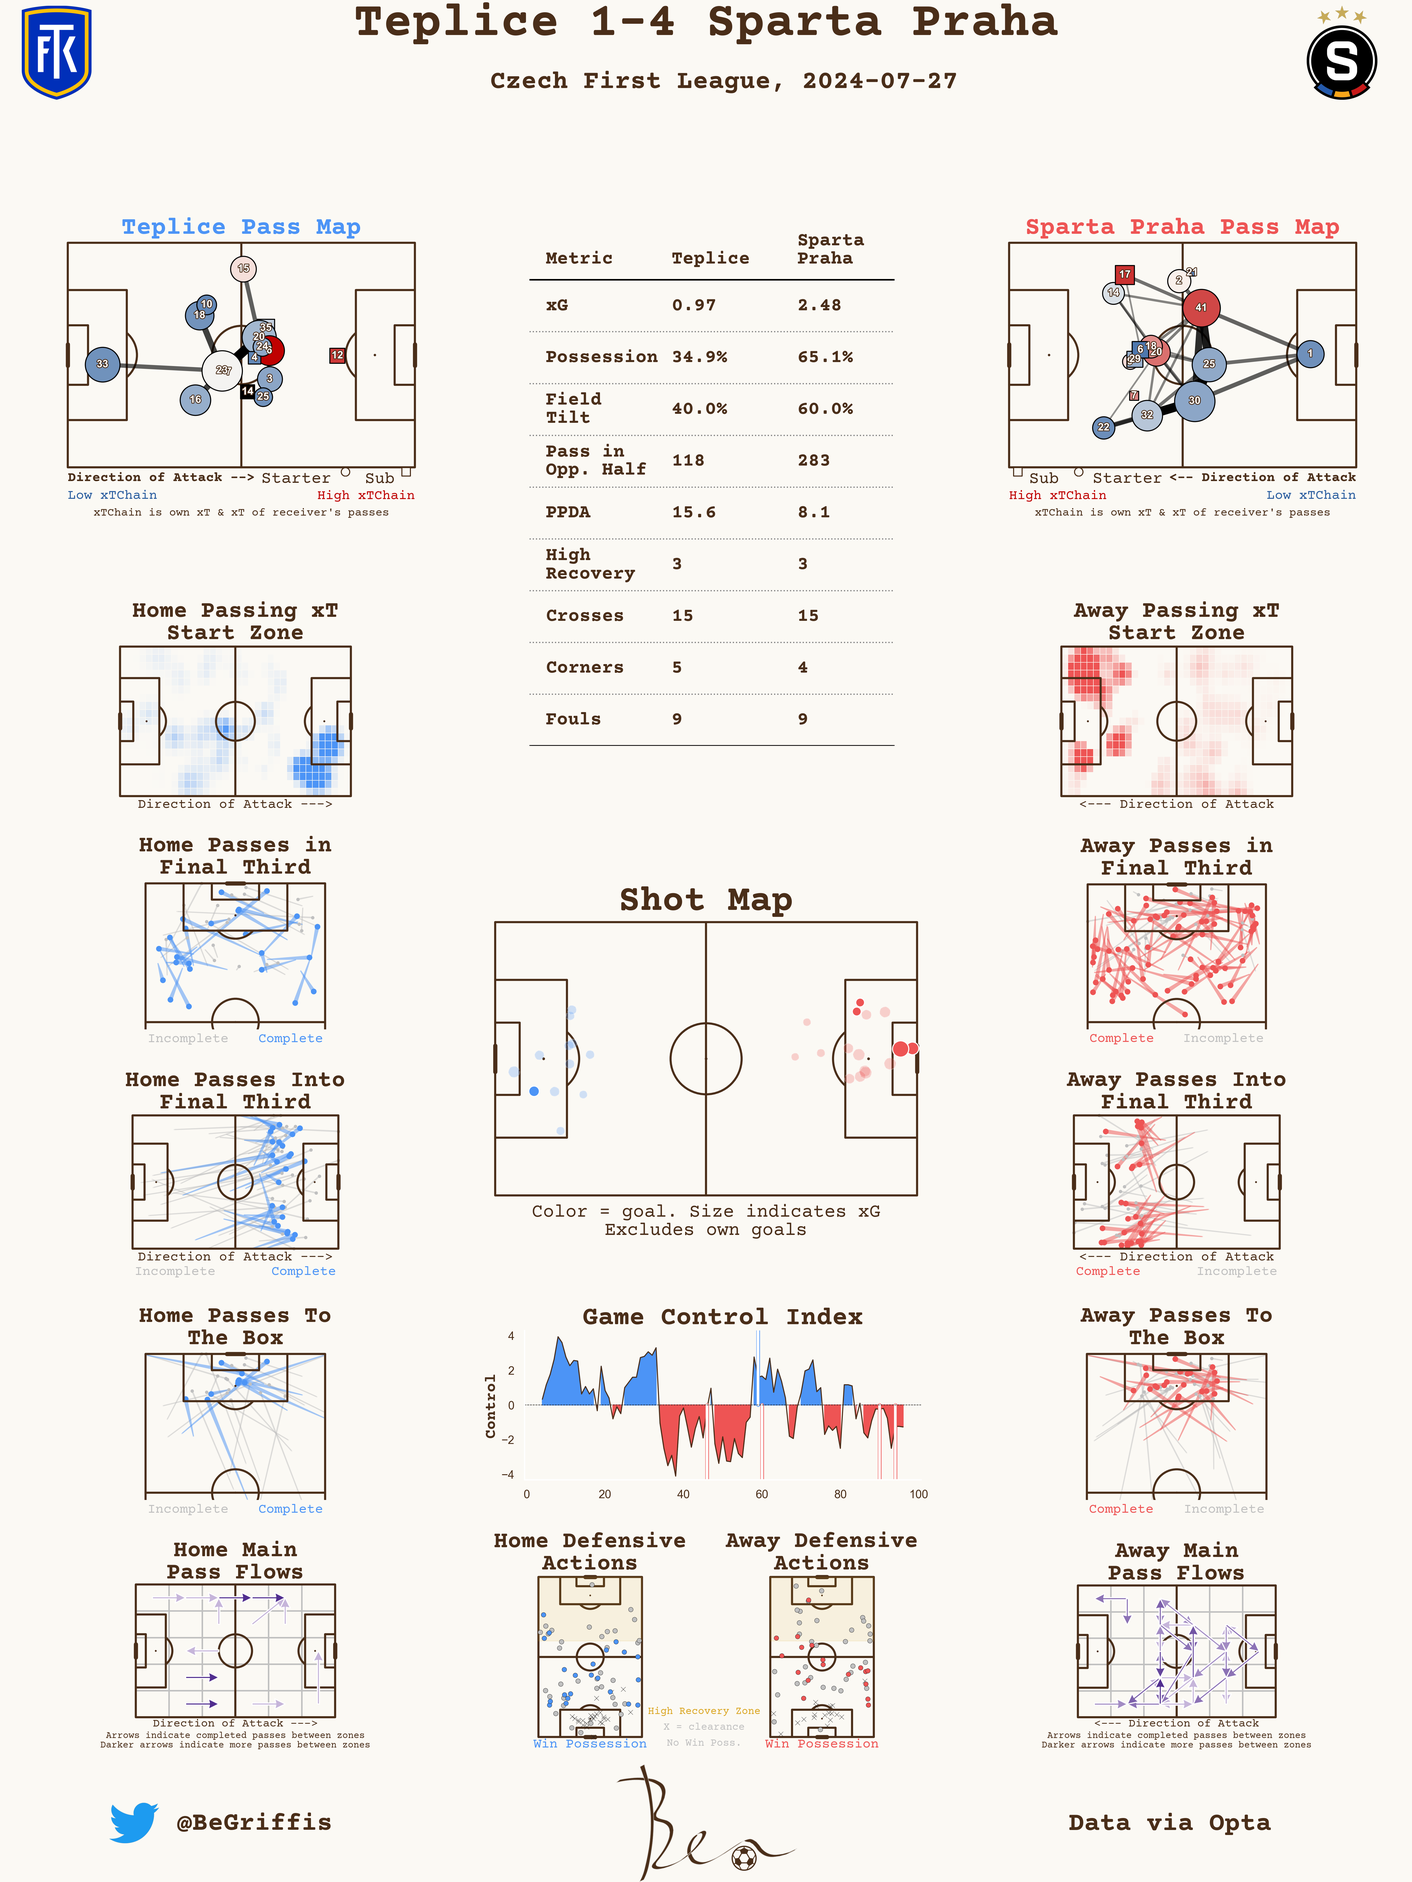 Teplice 1-4 Sparta Praha
Czech First League, 2024-07-27
FTK
S
Teplice Pass Map
15
10
18
35
20
24
6
4
12
33
23
7
3
14
25
16
Direction of Attack --> Starter Sub
Low xTChain High xTChain
xTChain is own xT & xT of receiver's passes
Metric Teplice Sparta Praha
xG 0.97 2.48
Possession 34.9% 65.1%
Field Tilt 40.0% 60.0%
Pass in Opp. Half 118 283
PPDA 15.6 8.1
High Recovery 3 3
Crosses 15 15
Corners 5 4
Fouls 9 9
Sparta Praha Pass Map
17
21
2
14
41
6
18
20
29
25
1
7
30
32
22
Sub Starter <-- Direction of Attack
High xTChain Low xTChain
xTChain is own xT & xT of receiver's passes
Home Passing xT
Start Zone
Direction of Attack --->
Away Passing xT
Start Zone
<--- Direction of Attack
Home Passes in
Final Third
Incomplete Complete
Away Passes in
Final Third
Complete Incomplete
Shot Map
Color = goal. Size indicates xG
Excludes own goals
Home Passes Into
Final Third
Direction of Attack --->
Incomplete Complete
Away Passes Into
Final Third
<--- Direction of Attack
Complete Incomplete
Home Passes To
The Box
Incomplete Complete
Game Control Index
Control
4
2
0
−2
−4
0 20 40 60 80 100
Away Passes To
The Box
Complete Incomplete
Home Main
Pass Flows
Direction of Attack --->
Arrows indicate completed passes between zones
Darker arrows indicate more passes between zones
Home Defensive
Actions
Win Possession
High Recovery Zone
X = clearance
No Win Poss.
Away Defensive
Actions
Win Possession
Away Main
Pass Flows
<--- Direction of Attack
Arrows indicate completed passes between zones
Darker arrows indicate more passes between zones
@BeGriffis
Ben
Data via Opta